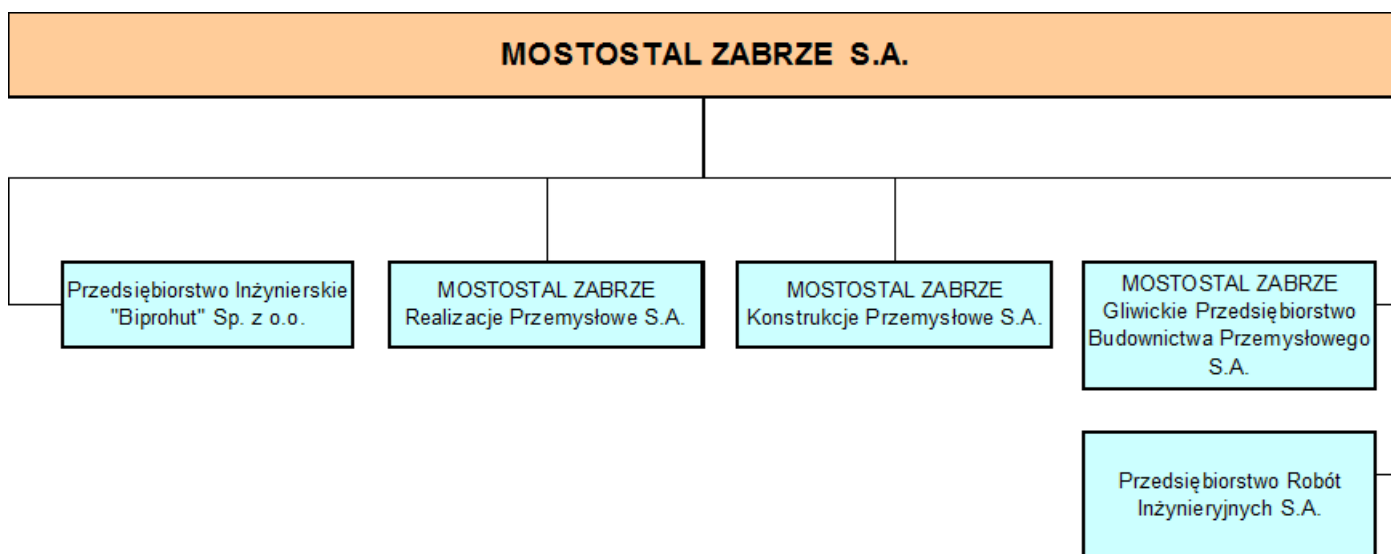 MOSTOSTAL ZABRZE S.A.
Przedsiębiorstwo Inżynierskie
"Biprohut" Sp. z o.o.
MOSTOSTAL ZABRZE
Realizacje Przemysłowe S.A.
MOSTOSTAL ZABRZE
Konstrukcje Przemysłowe S.A.
MOSTOSTAL ZABRZE
Gliwickie Przedsiębiorstwo
Budownictwa Przemysłowego
S.A.
Przedsiębiorstwo Robót
Inżynieryjnych S.A.